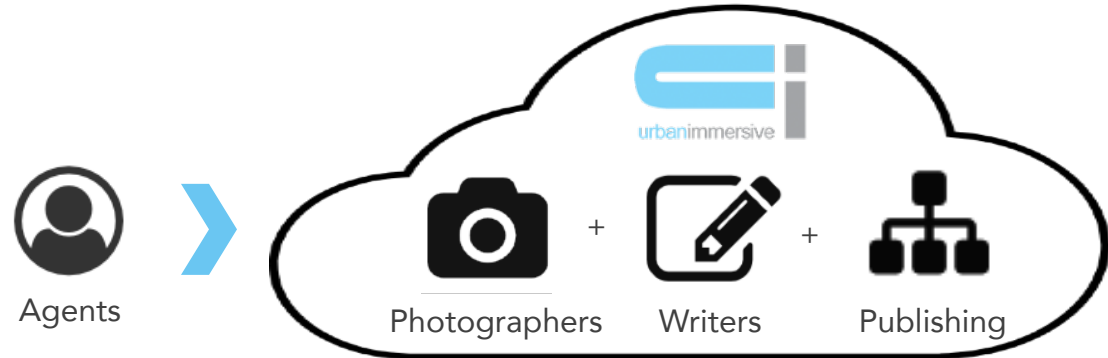 urbanimmersive
+
+
Agents
Photographers
Writers
Publishing